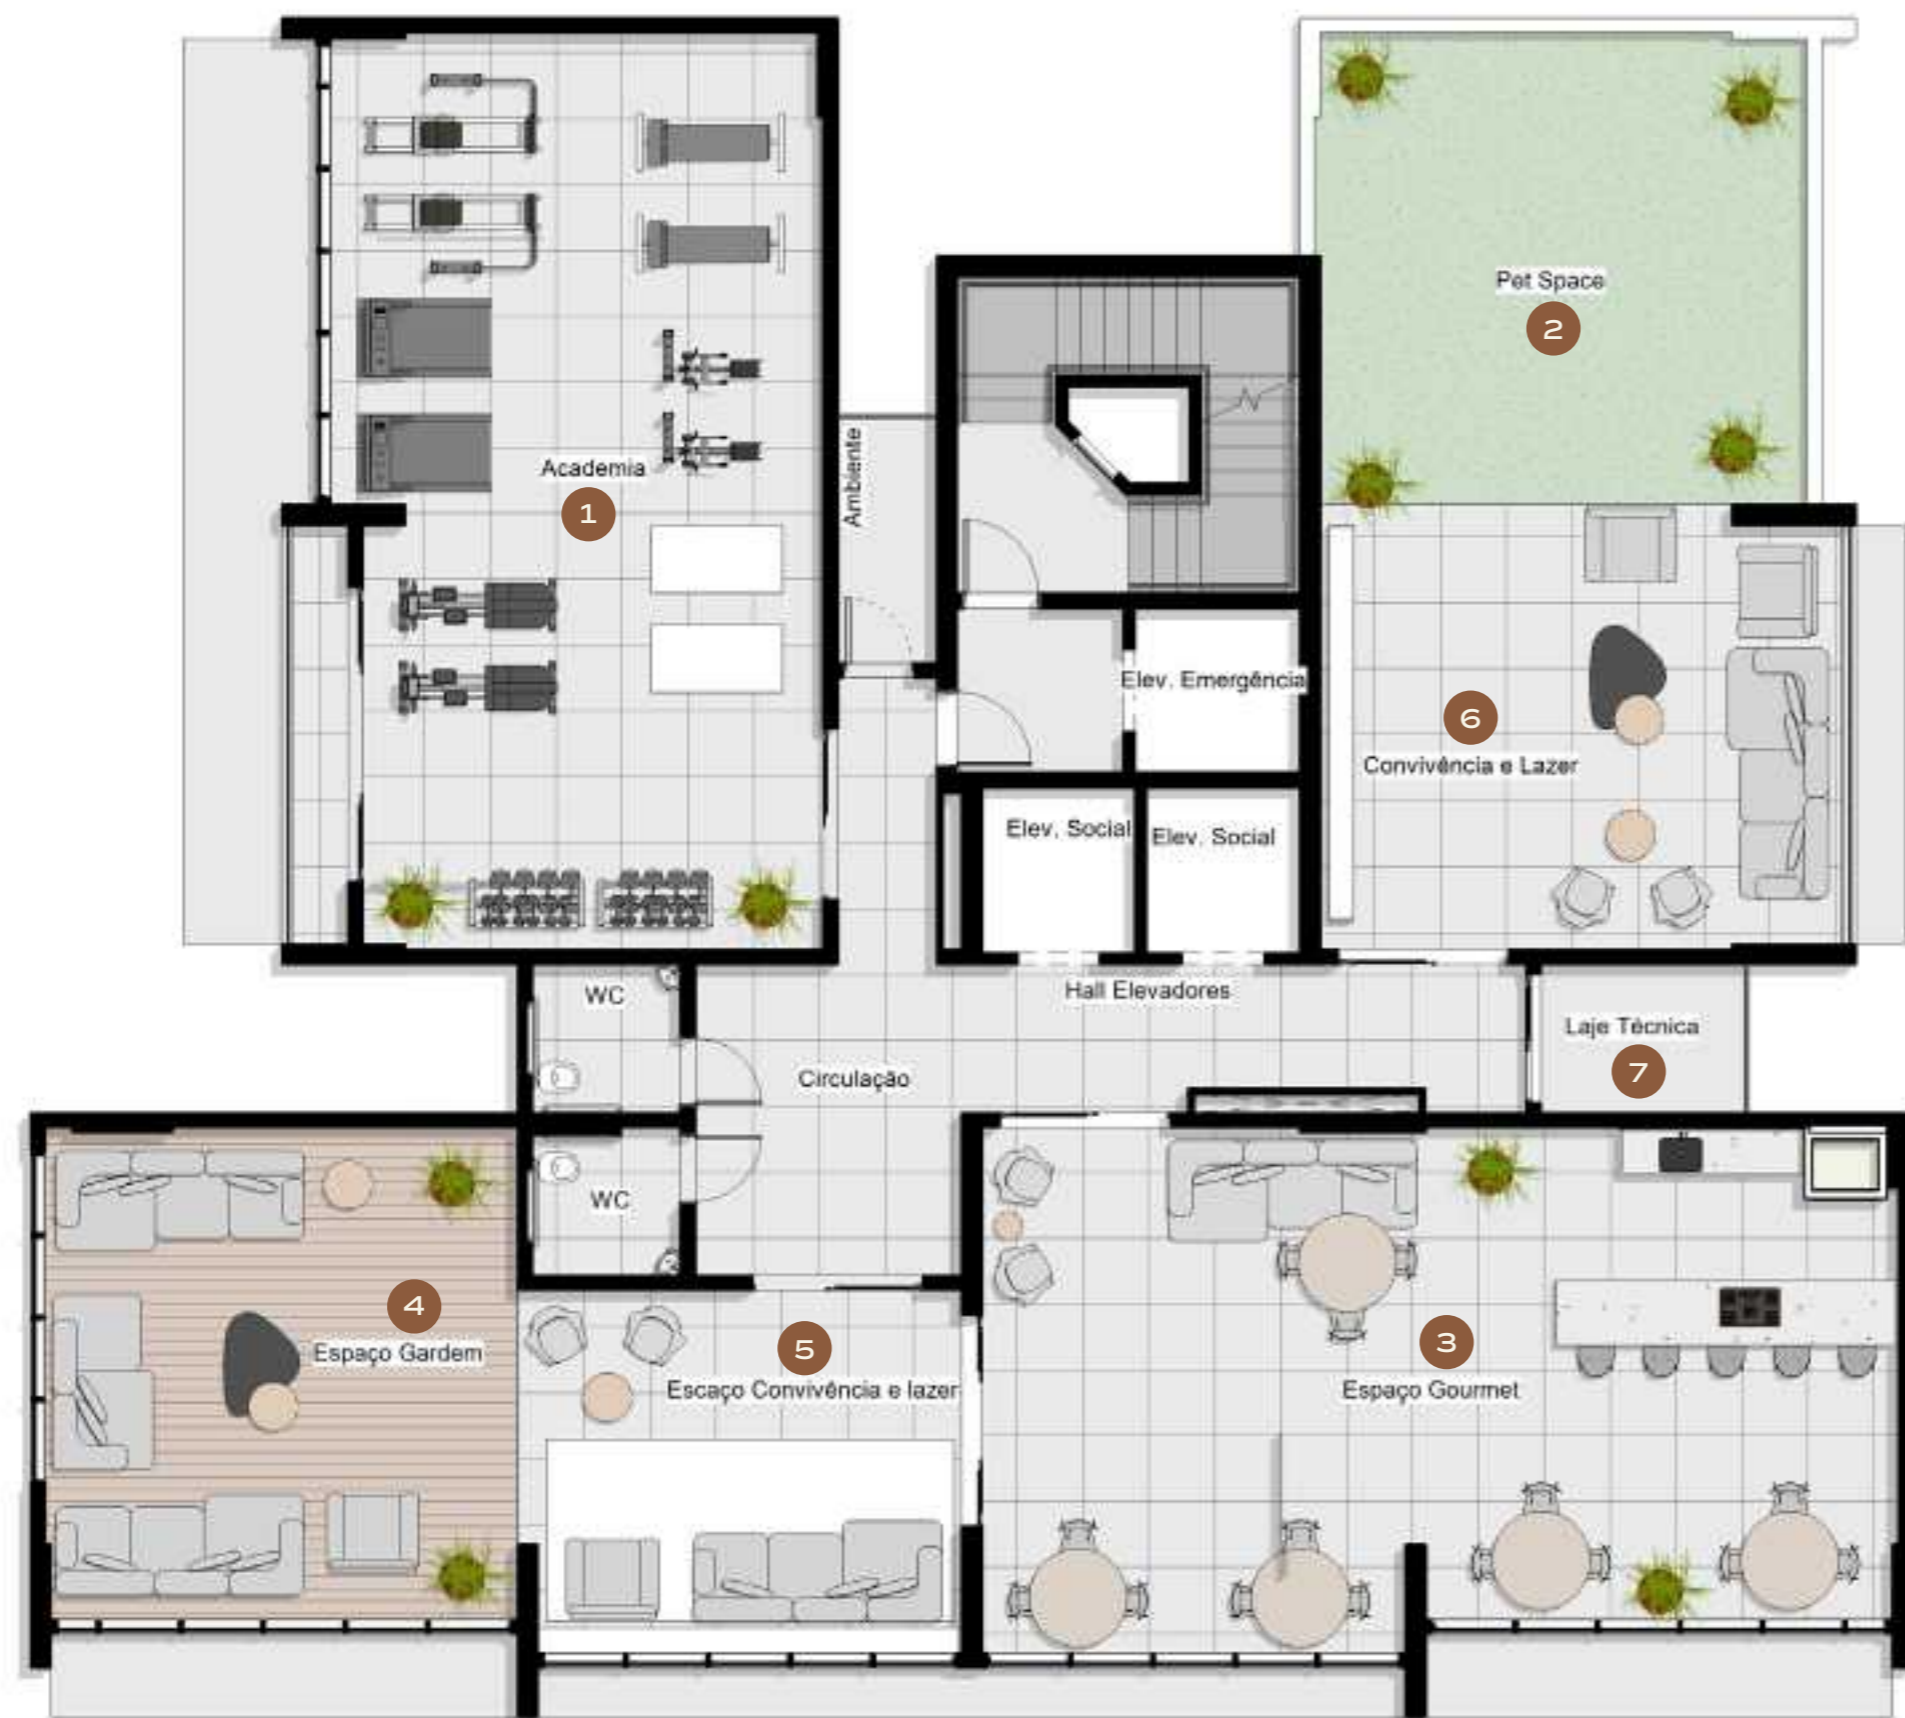 Pet Space
2
Academia
1
Ambiente
Elev. Emergência
6
Convivência e Lazer
Elev. Social
Elev. Social
WC
Hall Elevadores
Laje Técnica
7
Circulação
WC
4
Espaço Gardem
5
Escaço Convivência e lazer
3
Espaço Gourmet